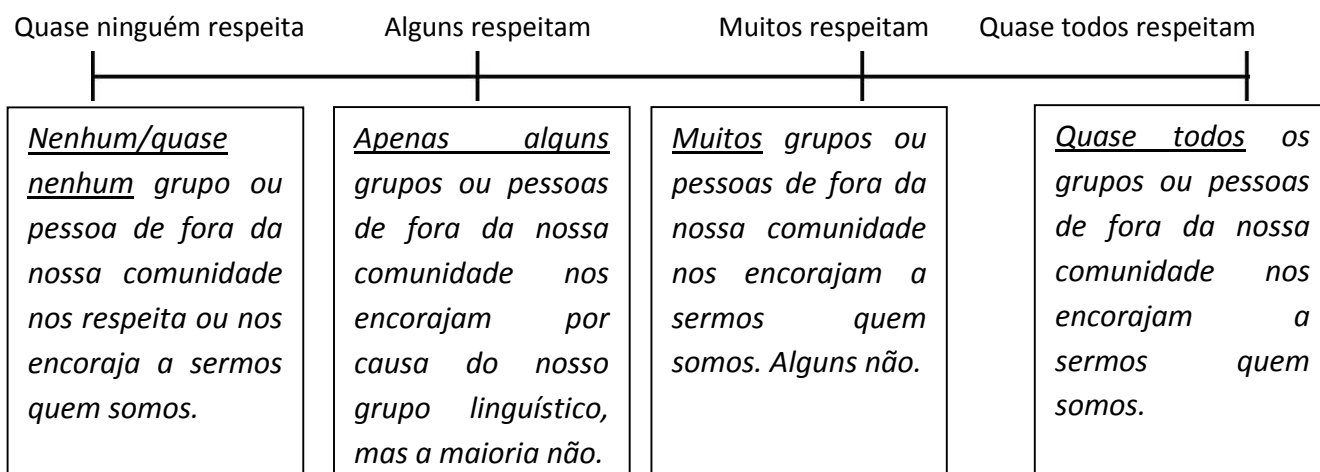 Quase ninguém respeita
Alguns respeitam
Muitos respeitam
Quase todos respeitam
Nenhum/quase
nenhum grupo ou
pessoa de fora da
nossa comunidade
nos respeita ou nos
encoraja a sermos
quem somos.
Apenas alguns
grupos ou pessoas
de fora da nossa
comunidade nos
encorajam por
causa do nosso
grupo linguístico,
mas a maioria não.
Muitos grupos ou
pessoas de fora da
nossa comunidade
nos encorajam a
sermos quem
somos. Alguns não.
Quase todos os
grupos ou pessoas
de fora da nossa
comunidade nos
encorajam a
sermos quem
somos.